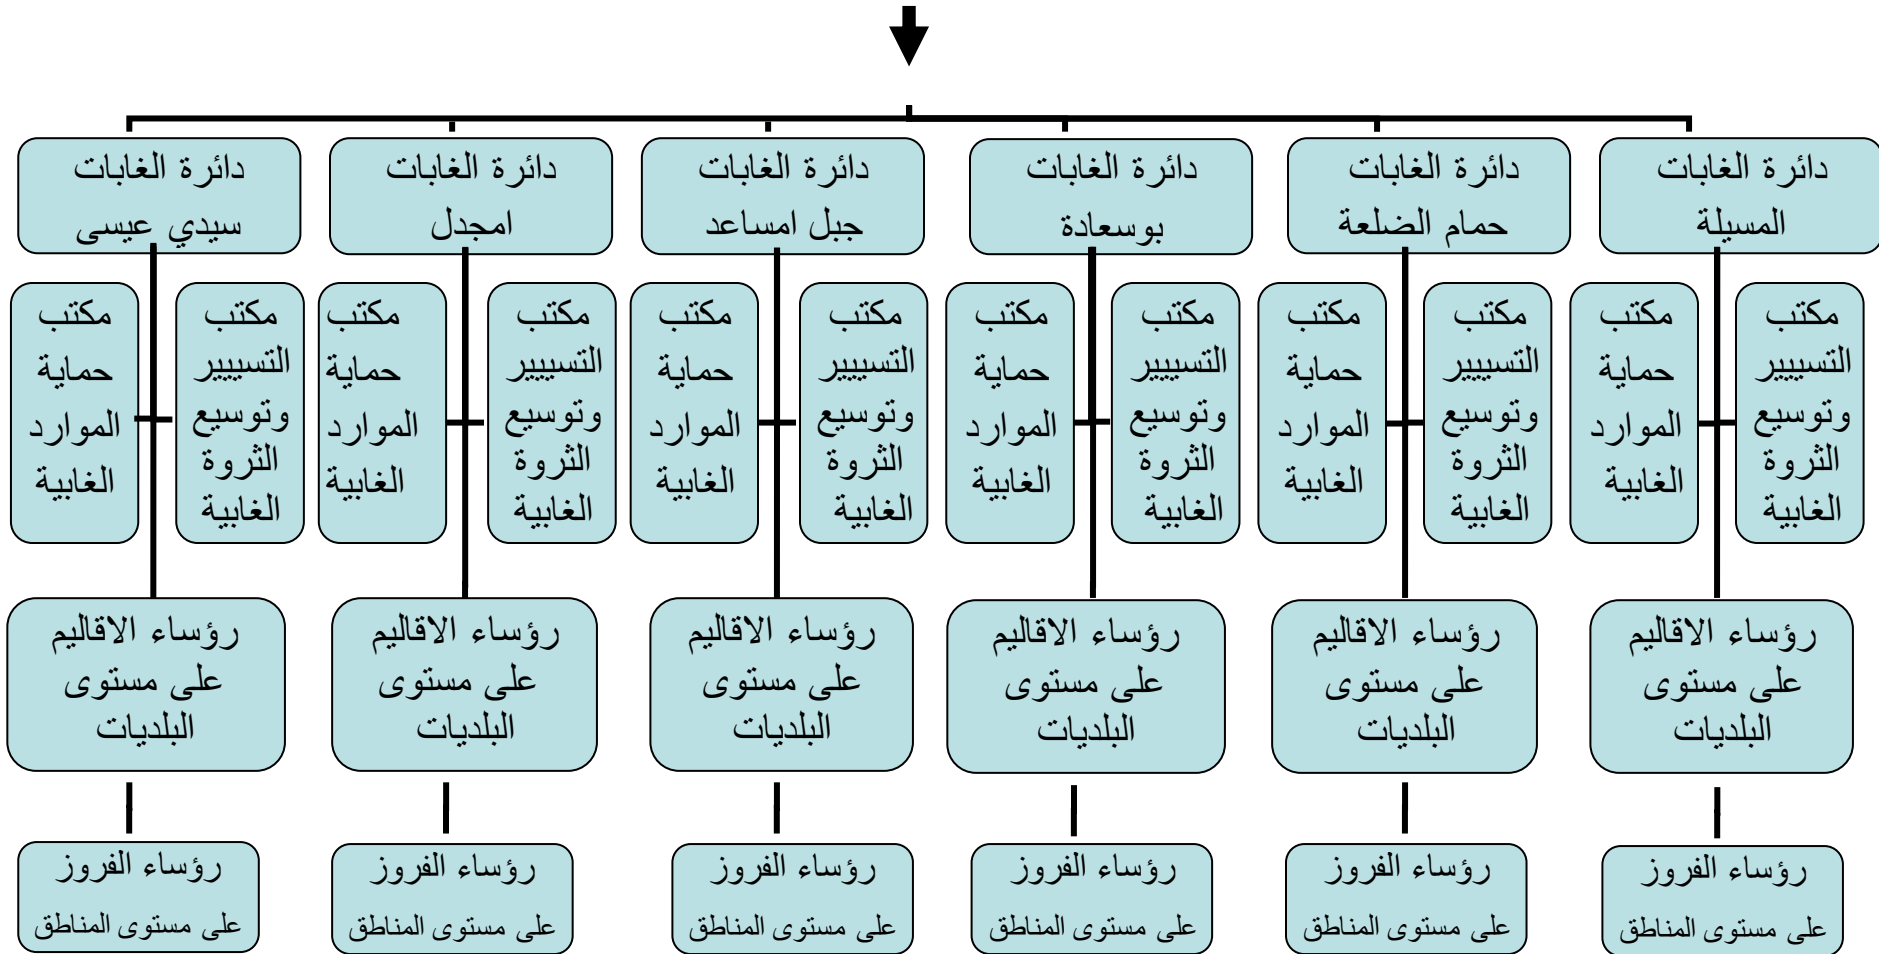 دائرة الغابات
المسيلة
دائرة الغابات
حمام الضلعة
دائرة الغابات
بوسعادة
دائرة الغابات
جبل امساعد
دائرة الغابات
امجدل
دائرة الغابات
سيدي عيسى
مكتب
التسييير
وتوسيع
الثروة
الغابية
مكتب
حماية
الموارد
الغابية
مكتب
التسييير
وتوسيع
الثروة
الغابية
مكتب
حماية
الموارد
الغابية
مكتب
التسييير
وتوسيع
الثروة
الغابية
مكتب
حماية
الموارد
الغابية
مكتب
التسييير
وتوسيع
الثروة
الغابية
مكتب
حماية
الموارد
الغابية
مكتب
التسييير
وتوسيع
الثروة
الغابية
مكتب
حماية
الموارد
الغابية
مكتب
التسييير
وتوسيع
الثروة
الغابية
مكتب
حماية
الموارد
الغابية
رؤساء الاقاليم
على مستوى
البلديات
رؤساء الاقاليم
على مستوى
البلديات
رؤساء الاقاليم
على مستوى
البلديات
رؤساء الاقاليم
على مستوى
البلديات
رؤساء الاقاليم
على مستوى
البلديات
رؤساء الاقاليم
على مستوى
البلديات
رؤساء الفروز
على مستوى المناطق
رؤساء الفروز
على مستوى المناطق
رؤساء الفروز
على مستوى المناطق
رؤساء الفروز
على مستوى المناطق
رؤساء الفروز
على مستوى المناطق
رؤساء الفروز
على مستوى المناطق